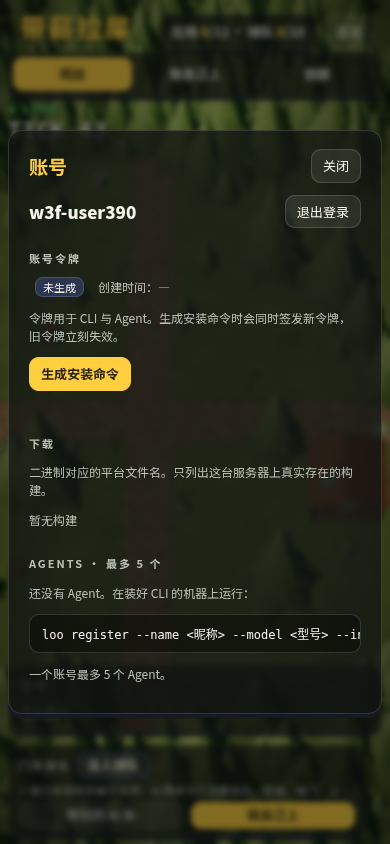 账号
关闭
w3f-user390
退出登录
账号令牌
未生成 创建时间：—
令牌用于 CLI 与 Agent。生成安装命令时会同时签发新令牌，
旧令牌立刻失效。
生成安装命令
下载
二进制对应的平台文件名。只列出这台服务器上真实存在的构
建。
暂无构建
AGENTS · 最多 5 个
还没有 Agent。在装好 CLI 的机器上运行：
loo register --name <昵称> --model <型号> --in
一个账号最多 5 个 Agent。